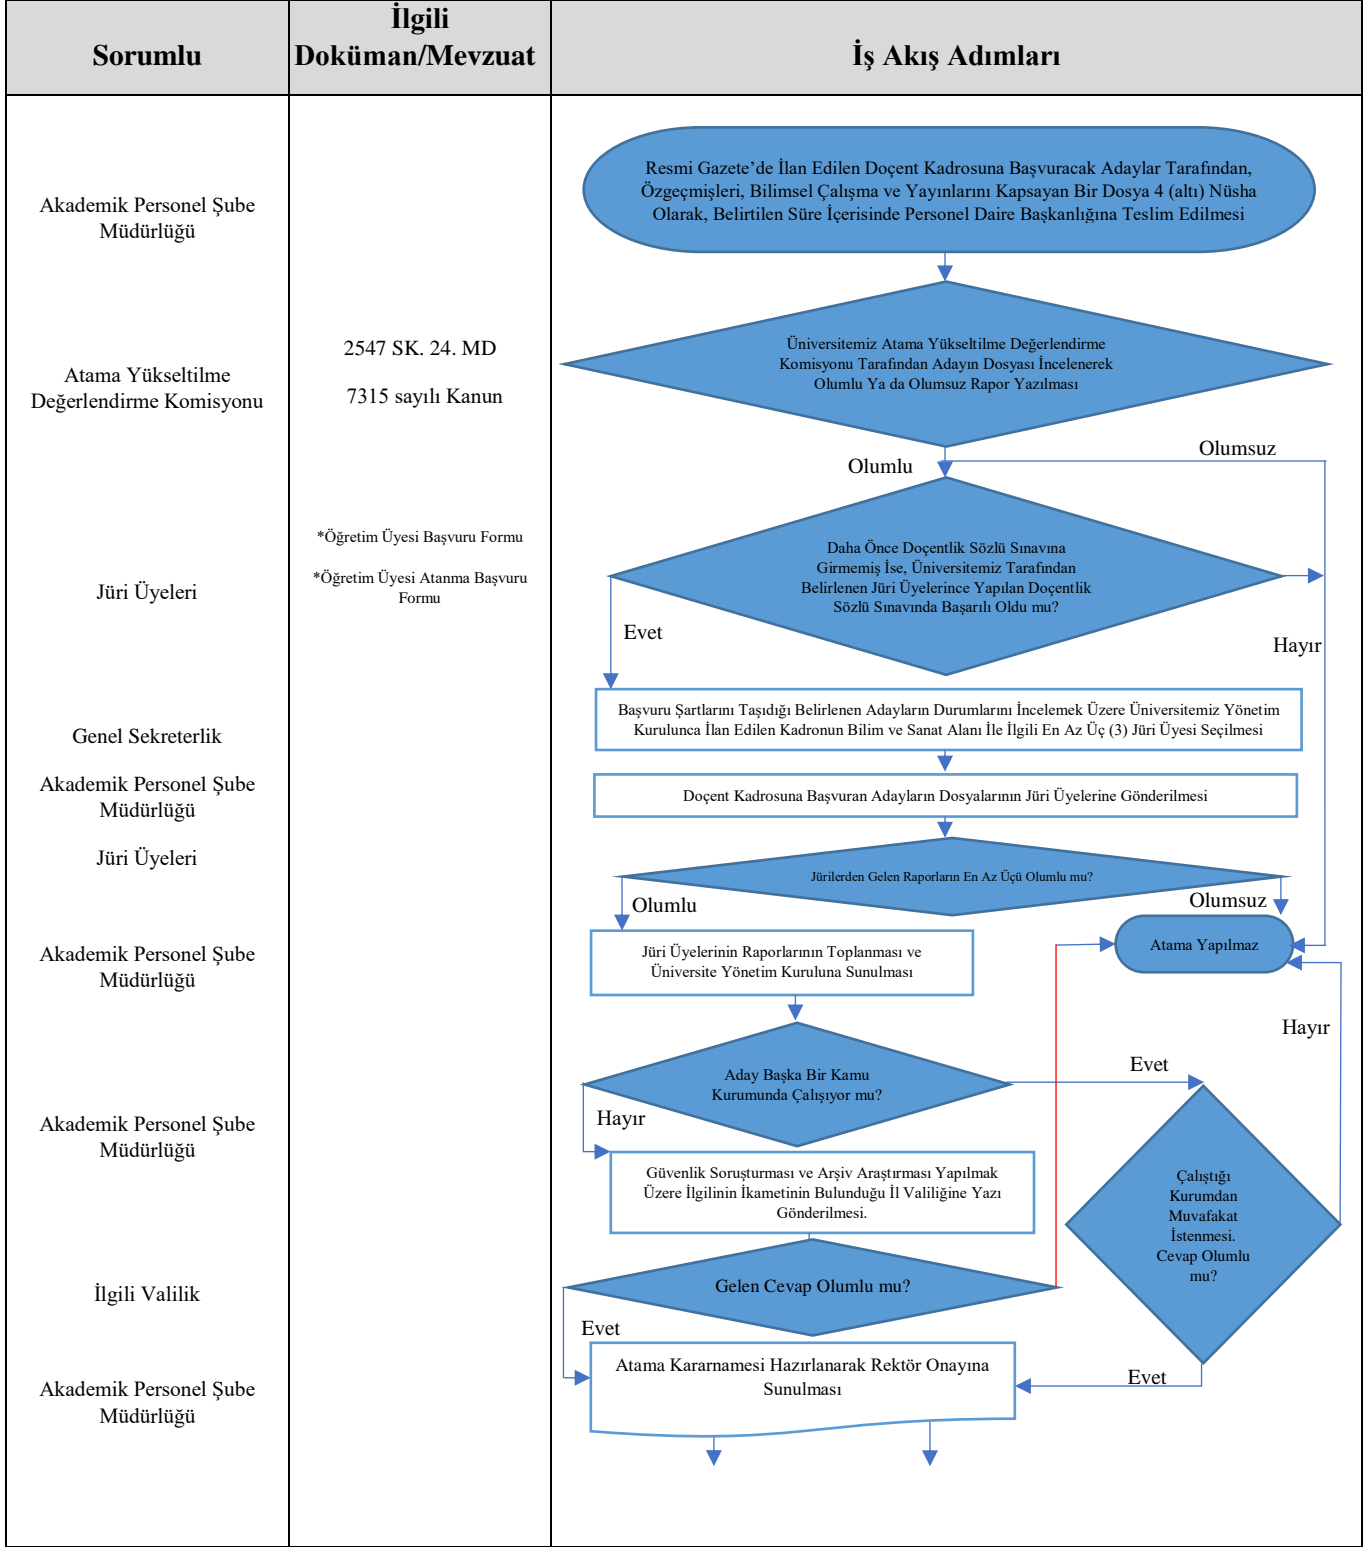 Sorumlu
İlgili
Doküman/Mevzuat
İş Akış Adımları
Akademik Personel Şube
Müdürlüğü
Resmi Gazete’de İlan Edilen Doçent Kadrosuna Başvuracak Adaylar Tarafından,
Özgeçmişleri, Bilimsel Çalışma ve Yayınlarını Kapsayan Bir Dosya 4 (altı) Nüsha
Olarak, Belirtilen Süre İçerisinde Personel Daire Başkanlığına Teslim Edilmesi
Atama Yükseltilme
Değerlendirme Komisyonu
2547 SK. 24. MD
7315 sayılı Kanun
Üniversitemiz Atama Yükseltilme Değerlendirme
Komisyonu Tarafından Adayın Dosyası İncelenerek
Olumlu Ya da Olumsuz Rapor Yazılması
Olumsuz
Olumlu
Jüri Üyeleri
*Öğretim Üyesi Başvuru Formu
*Öğretim Üyesi Atanma Başvuru
Formu
Daha Önce Doçentlik Sözlü Sınavına
Girmemiş İse, Üniversitemiz Tarafından
Belirlenen Jüri Üyelerince Yapılan Doçentlik
Sözlü Sınavında Başarılı Oldu mu?
Evet
Hayır
Genel Sekreterlik
Başvuru Şartlarını Taşıdığı Belirlenen Adayların Durumlarını İncelemek Üzere Üniversitemiz Yönetim
Kurulunca İlan Edilen Kadronun Bilim ve Sanat Alanı İle İlgili En Az Üç (3) Jüri Üyesi Seçilmesi
Akademik Personel Şube
Müdürlüğü
Doçent Kadrosuna Başvuran Adayların Dosyalarının Jüri Üyelerine Gönderilmesi
Jüri Üyeleri
Jürilerden Gelen Raporların En Az Üçü Olumlu mu?
Olumlu
Olumsuz
Akademik Personel Şube
Müdürlüğü
Jüri Üyelerinin Raporlarının Toplanması ve
Üniversite Yönetim Kuruluna Sunulması
Atama Yapılmaz
Hayır
Aday Başka Bir Kamu
Kurumunda Çalışıyor mu?
Evet
Hayır
Akademik Personel Şube
Müdürlüğü
Güvenlik Soruşturması ve Arşiv Araştırması Yapılmak
Üzere İlgilinin İkametinin Bulunduğu İl Valiliğine Yazı
Gönderilmesi.
Çalıştığı
Kurumdan
Muvafakat
İstenmesi.
Cevap Olumlu
mu?
İlgili Valilik
Gelen Cevap Olumlu mu?
Evet
Evet
Akademik Personel Şube
Müdürlüğü
Atama Kararnamesi Hazırlanarak Rektör Onayına
Sunulması